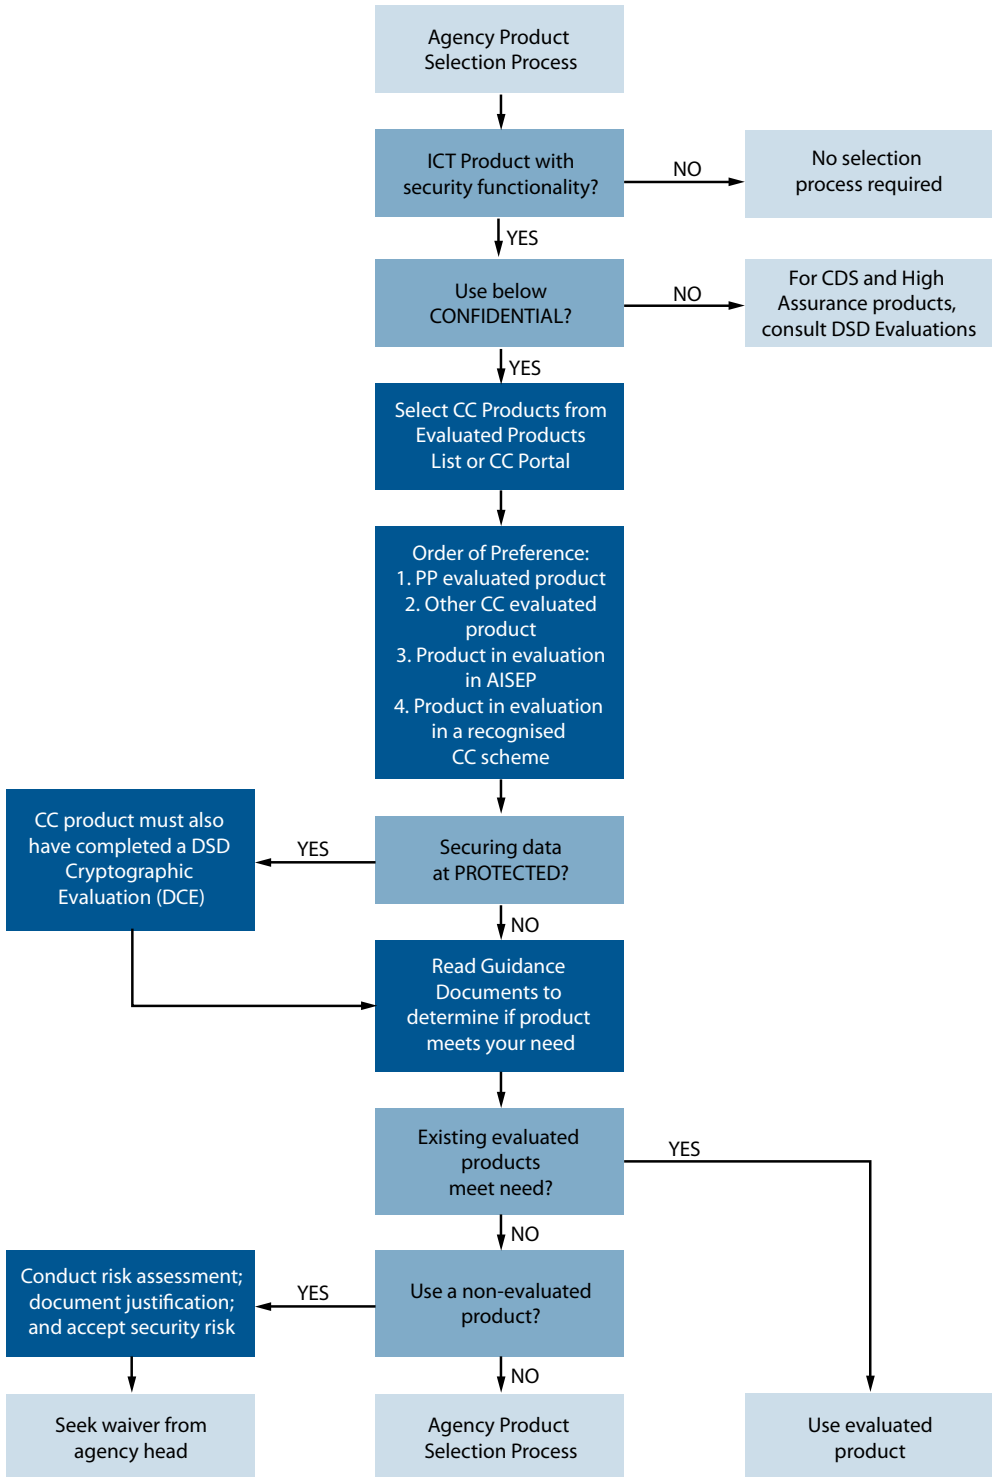 Agency Product
Selection Process
ICT Product with
security functionality?
NO
No selection
process required
YES
Use below
CONFIDENTIAL?
NO
For CDS and High
Assurance products,
consult DSD Evaluations
YES
Select CC Products from
Evaluated Products
List or CC Portal
Order of Preference:
1. PP evaluated product
2. Other CC evaluated
product
3. Product in evaluation
in AISEP
4. Product in evaluation
in a recognised
CC scheme
CC product must also
have completed a DSD
Cryptographic
Evaluation (DCE)
YES
Securing data
at PROTECTED?
NO
Read Guidance
Documents to
determine if product
meets your need
Existing evaluated
products
meet need?
YES
NO
Conduct risk assessment;
document justification;
and accept security risk
YES
Use a non-evaluated
product?
NO
Seek waiver from
agency head
Agency Product
Selection Process
Use evaluated
product